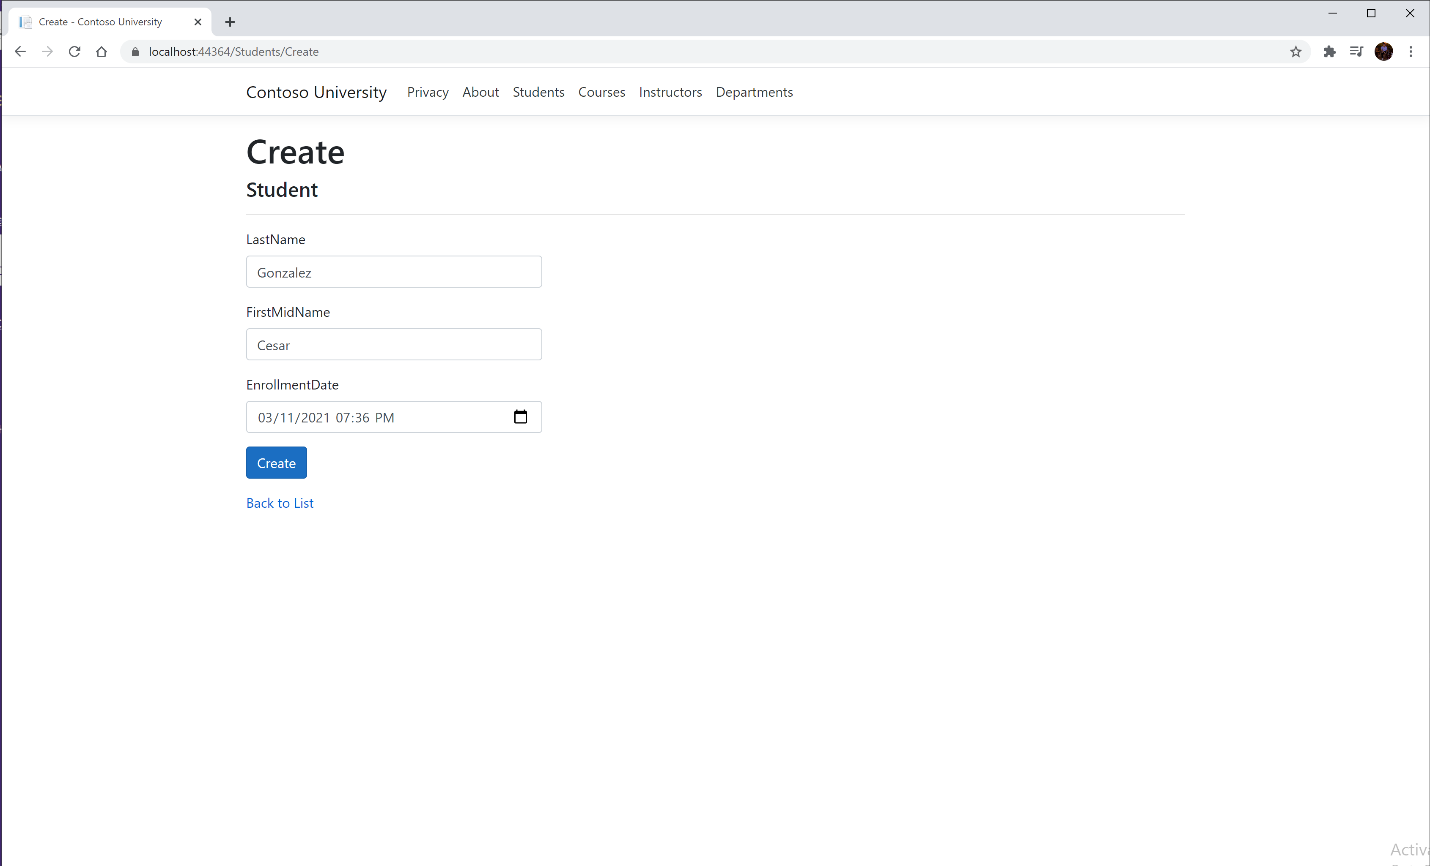 Create - Contoso University
localhost:44364/Students/Create
Contoso University Privacy About Students Courses Instructors Departments
Create
Student
LastName
Gonzalez
FirstMidName
Cesar
EnrollmentDate
03/11/2021 07:36 PM
Create
Back to List